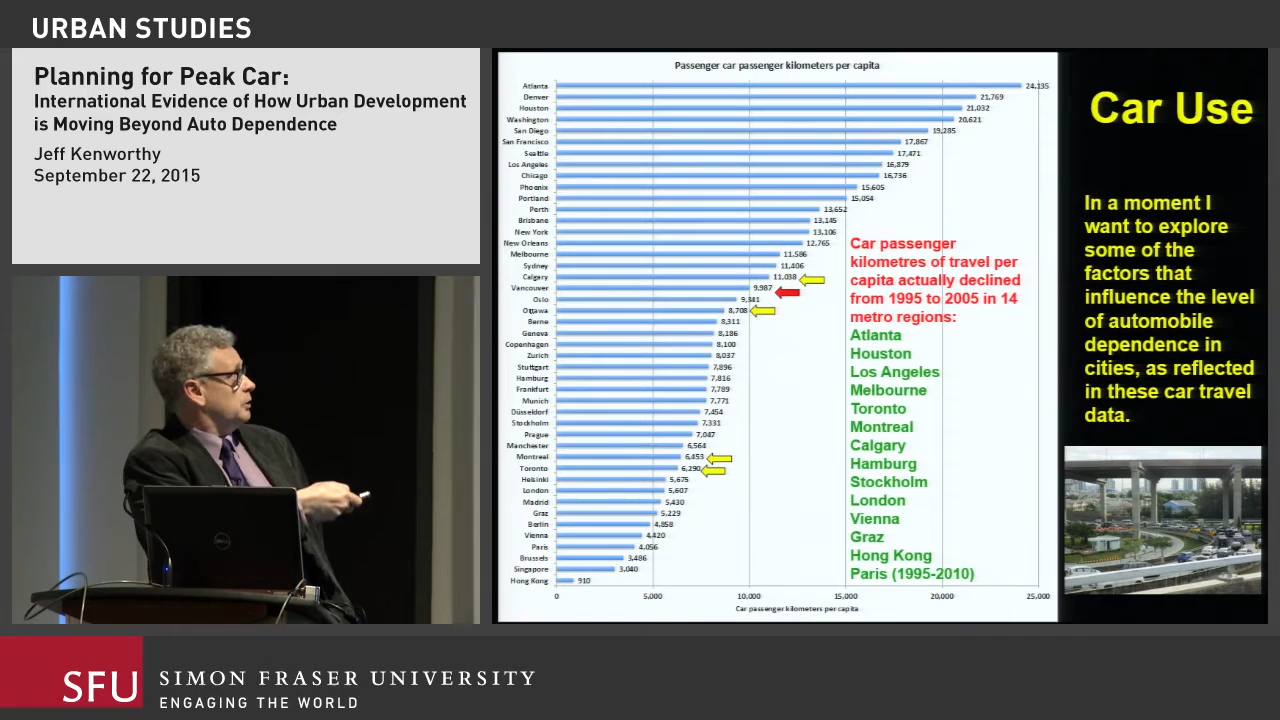 URBAN STUDIES
Planning for Peak Car:
International Evidence of How Urban Development
is Moving Beyond Auto Dependence
Jeff Kenworthy
September 22, 2015
Passenger car passenger kilometers per capita
Atlanta 24,135
Denver 21,769
Houston 21,032
Washington 20,621
San Diego 19,285
San Francisco 17,867
Seattle 17,471
Los Angeles 16,879
Chicago 16,736
Phoenix 15,605
Portland 15,054
Perth 13,652
Brisbane 13,145
New York 13,106
New Orleans 12,765
Melbourne 11,586
Sydney 11,406
Calgary 11,038
Vancouver 9,987
Oslo 9,341
Ottawa 8,708
Berne 8,311
Geneva 8,186
Copenhagen 8,100
Zurich 8,037
Stuttgart 7,896
Hamburg 7,816
Frankfurt 7,789
Munich 7,771
Düsseldorf 7,454
Stockholm 7,331
Prague 7,047
Manchester 6,564
Montreal 6,453
Toronto 6,290
Helsinki 5,675
London 5,607
Madrid 5,430
Graz 5,229
Berlin 4,858
Vienna 4,420
Paris 4,056
Brussels 3,486
Singapore 3,040
Hong Kong 910
0 5,000 10,000 15,000 20,000 25,000
Car passenger kilometers per capita
Car passenger
kilometres of travel per
capita actually declined
from 1995 to 2005 in 14
metro regions:
Atlanta
Houston
Los Angeles
Melbourne
Toronto
Montreal
Calgary
Hamburg
Stockholm
London
Vienna
Graz
Hong Kong
Paris (1995-2010)
Car Use
In a moment I
want to explore
some of the
factors that
influence the level
of automobile
dependence in
cities, as reflected
in these car travel
data.
DELL
SFU
SIMON FRASER UNIVERSITY
ENGAGING THE WORLD